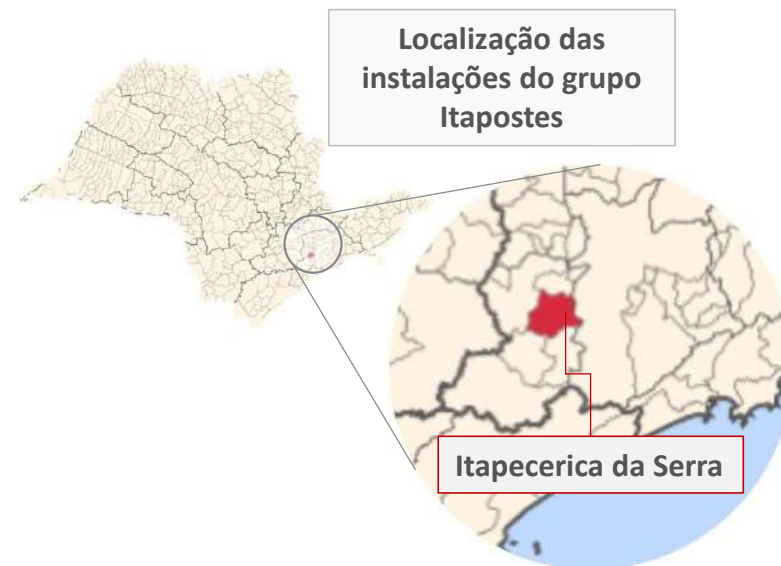 Localização das
instalações do grupo
Itapostes
Itapecerica da Serra